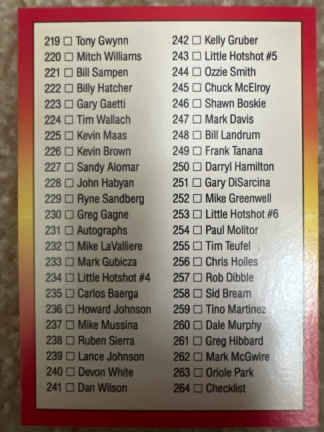 219 Tony Gwynn
220 Mitch Williams
221 Bill Sampen
222 Billy Hatcher
223 Gary Gaetti
224 Tim Wallach
225 Kevin Maas
226 Kevin Brown
227 Sandy Alomar
228 John Habyan
229 Ryne Sandberg
230 Greg Gagne
231 Autographs
232 Mike LaValliere
233 Mark Gubicza
234 Little Hotshot #4
235 Carlos Baerga
236 Howard Johnson
237 Mike Mussina
238 Ruben Sierra
239 Lance Johnson
240 Devon White
241 Dan Wilson
242 Kelly Gruber
243 Little Hotshot #5
244 Ozzie Smith
245 Chuck McElroy
246 Shawn Boskie
247 Mark Davis
248 Bill Landrum
249 Frank Tanana
250 Darryl Hamilton
251 Gary DiSarcina
252 Mike Greenwell
253 Little Hotshot #6
254 Paul Molitor
255 Tim Teufel
256 Chris Hoiles
257 Rob Dibble
258 Sid Bream
259 Tino Martinez
260 Dale Murphy
261 Greg Hibbard
262 Mark McGwire
263 Oriole Park
264 Checklist